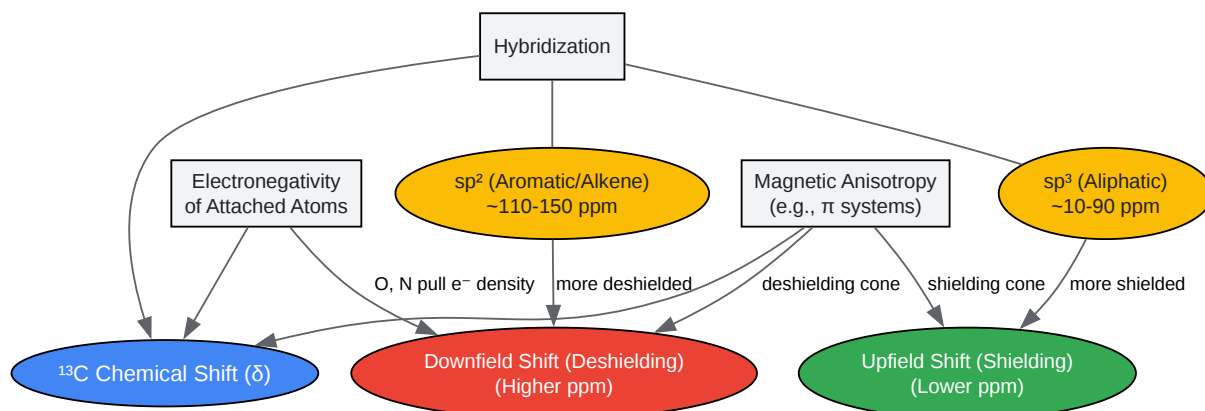 Hybridization
Electronegativity
of Attached Atoms
sp² (Aromatic/Alkene)
~110-150 ppm
Magnetic Anisotropy
(e.g., π systems)
sp³ (Aliphatic)
~10-90 ppm
O, N pull e⁻ density
more deshielded
deshielding cone
shielding cone
more shielded
¹³C Chemical Shift (δ)
Downfield Shift (Deshielding)
(Higher ppm)
Upfield Shift (Shielding)
(Lower ppm)